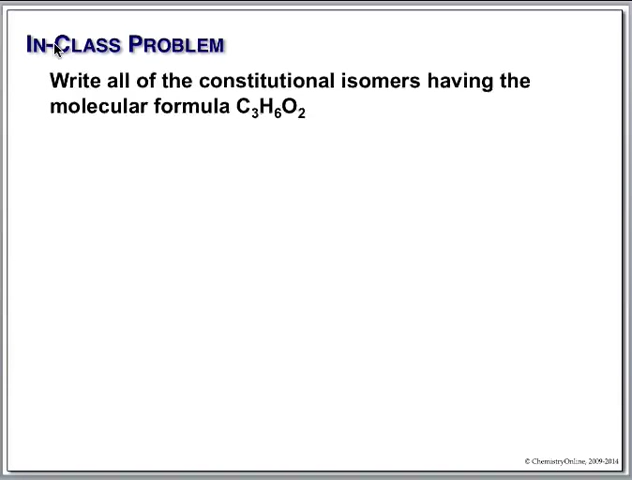 IN-CLASS PROBLEM
Write all of the constitutional isomers having the
molecular formula C₃H₆O₂
© ChemistryOnline, 2009-2014